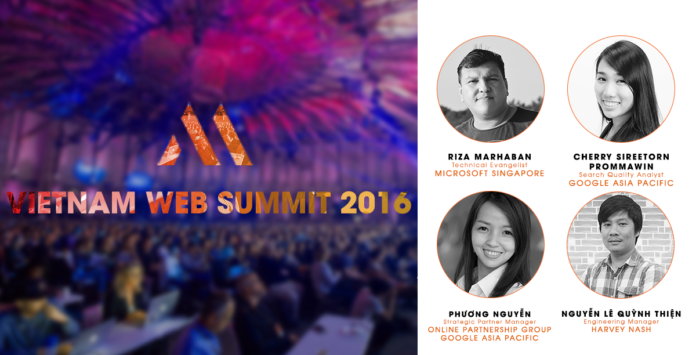 VIETNAM WEB SUMMIT 2016
RIZA MARHABAN
Technical Evangelist
MICROSOFT SINGAPORE
CHERRY SIREETORN
PROMMAWIN
Search Quality Analyst
GOOGLE ASIA PACIFIC
PHƯƠNG NGUYỄN
Strategic Partner Manager
ONLINE PARTNERSHIP GROUP
GOOGLE ASIA PACIFIC
NGUYỄN LÊ QUỲNH THIỆN
Engineering Manager
HARVEY NASH